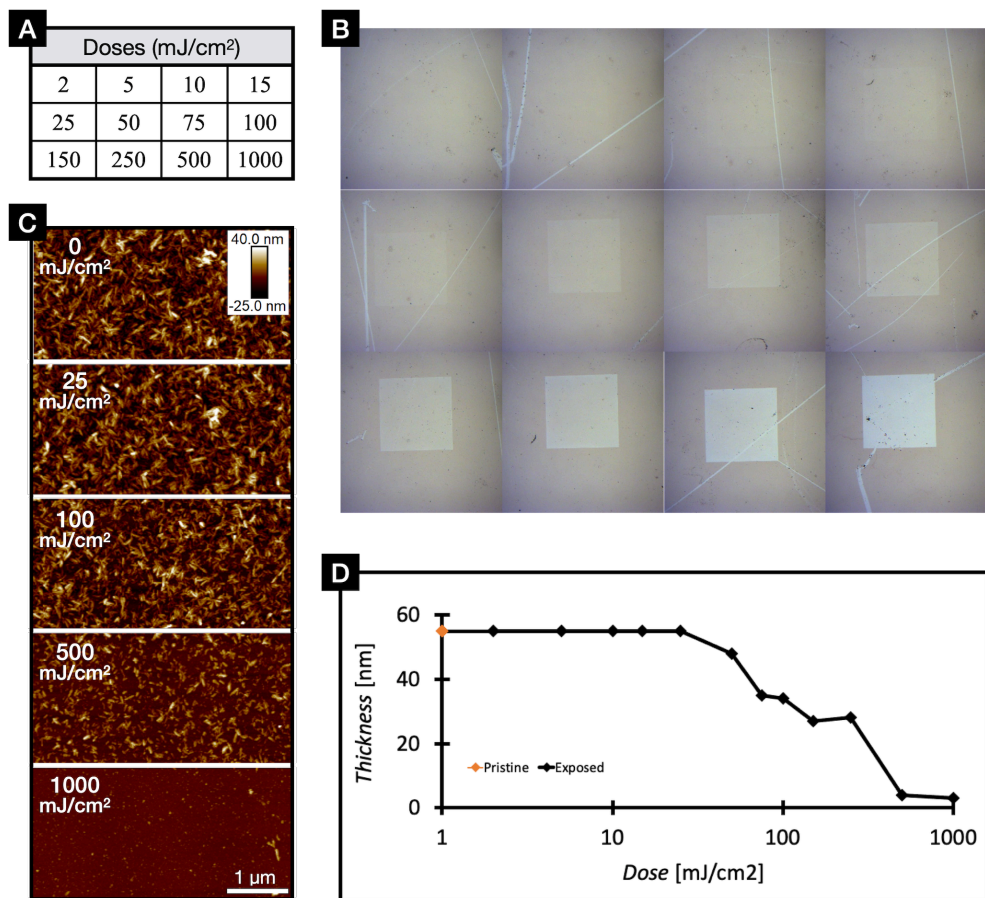 A
Doses (mJ/cm²)
2 5 10 15
25 50 75 100
150 250 500 1000
B
C
0
mJ/cm²
40.0 nm
-25.0 nm
25
mJ/cm²
100
mJ/cm²
500
mJ/cm²
1000
mJ/cm²
1 µm
D
60
40
20
0
Thickness [nm]
Pristine Exposed
1 10 100 1000
Dose [mJ/cm2]